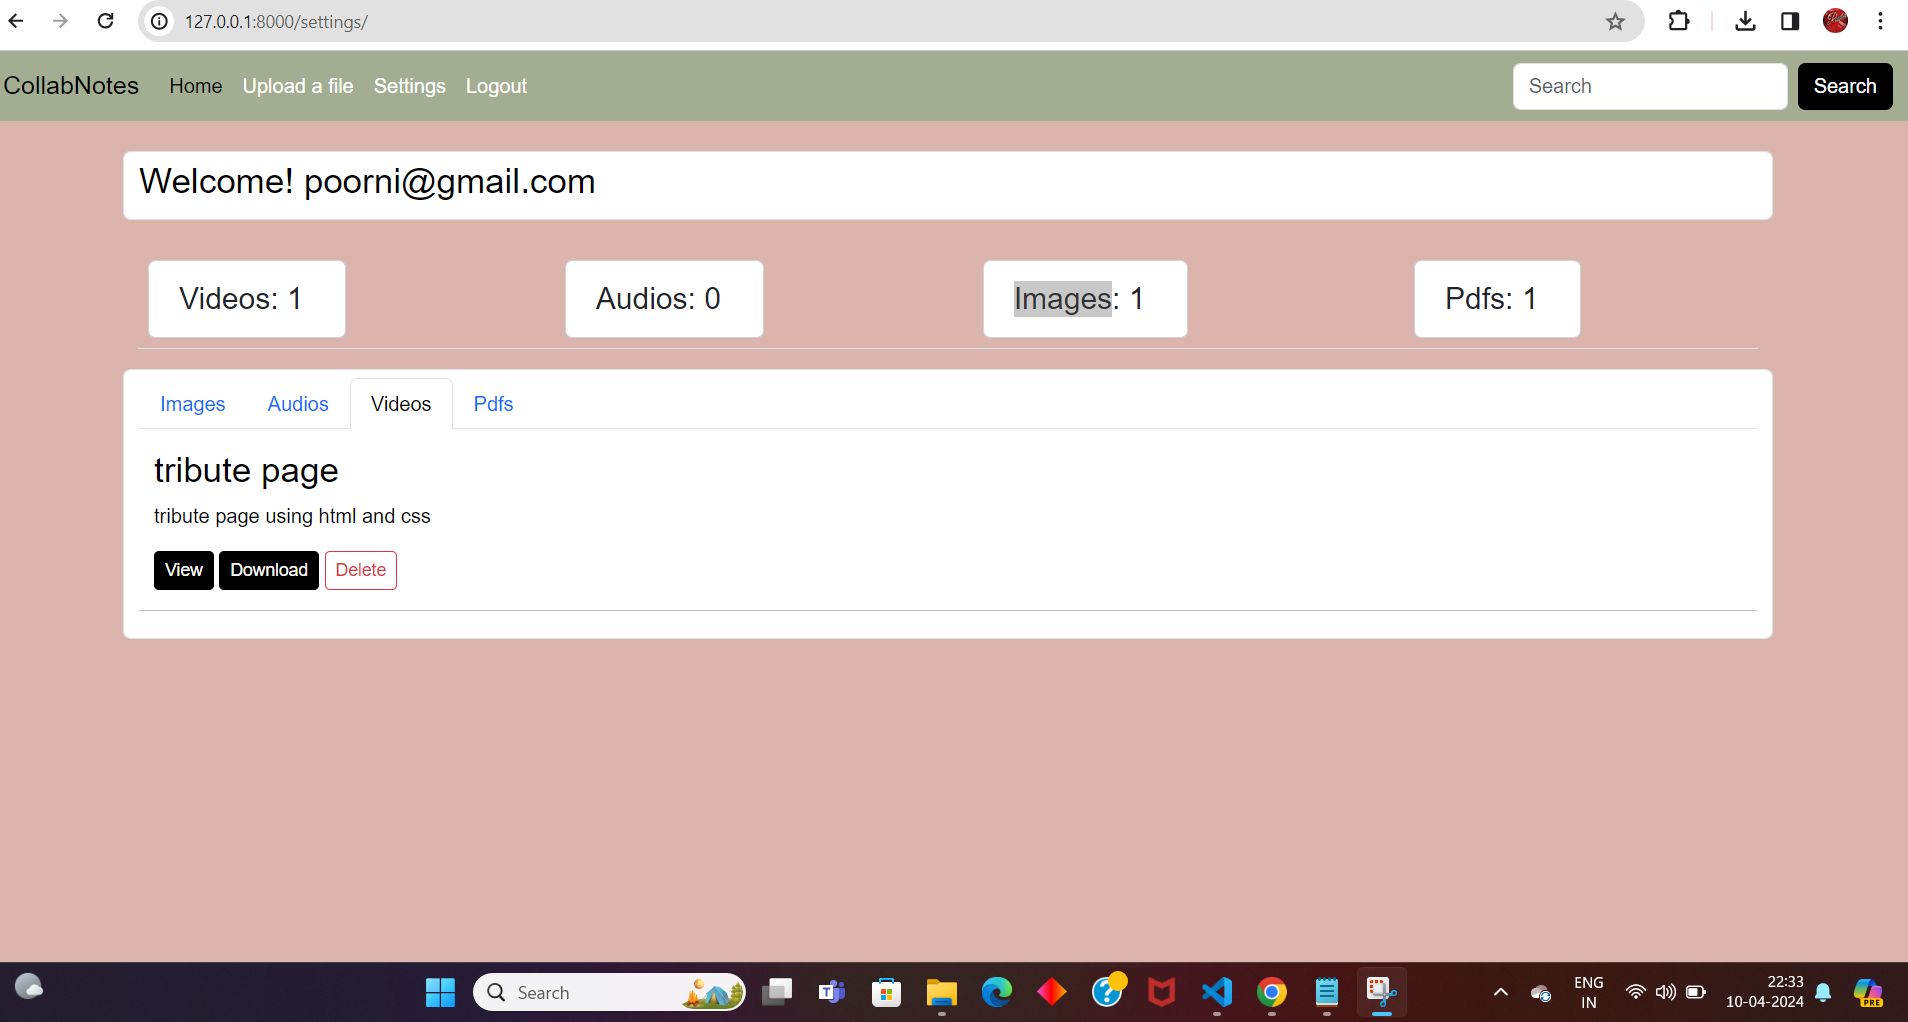 127.0.0.1:8000/settings/
CollabNotes Home Upload a file Settings Logout Search Search
Welcome! poorni@gmail.com
Videos: 1 Audios: 0 Images: 1 Pdfs: 1
Images Audios Videos Pdfs
tribute page
tribute page using html and css
View Download Delete
Search
ENG
IN
22:33
10-04-2024
PRE